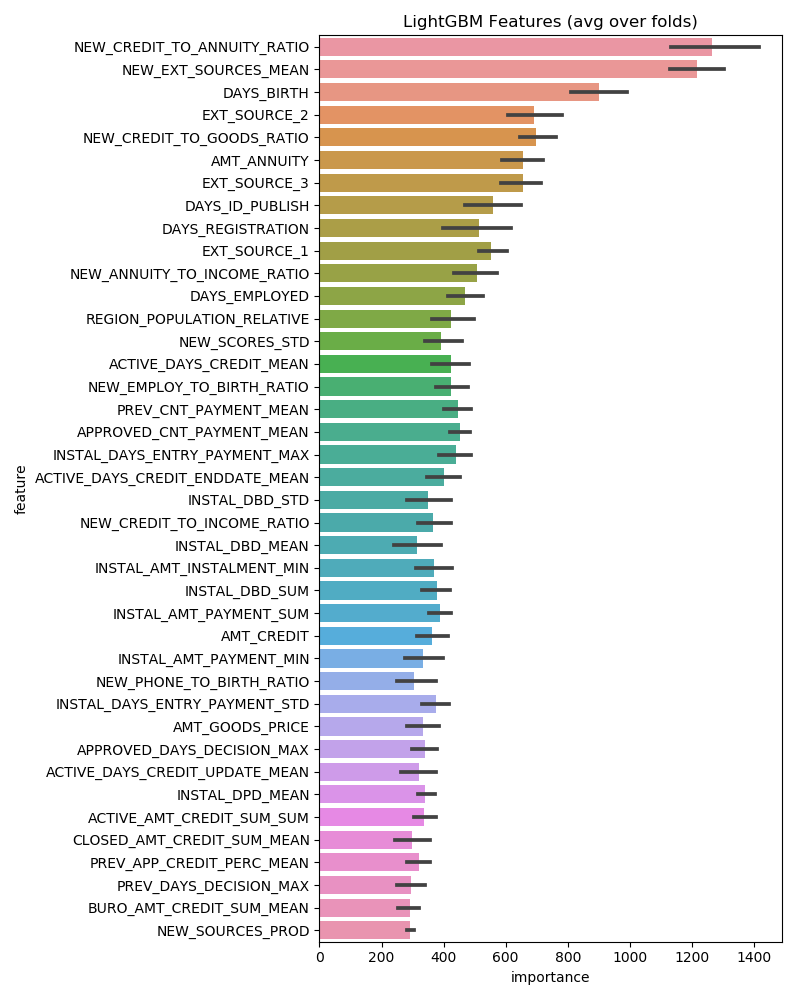 LightGBM Features (avg over folds)
NEW_CREDIT_TO_ANNUITY_RATIO
NEW_EXT_SOURCES_MEAN
DAYS_BIRTH
EXT_SOURCE_2
NEW_CREDIT_TO_GOODS_RATIO
AMT_ANNUITY
EXT_SOURCE_3
DAYS_ID_PUBLISH
DAYS_REGISTRATION
EXT_SOURCE_1
NEW_ANNUITY_TO_INCOME_RATIO
DAYS_EMPLOYED
REGION_POPULATION_RELATIVE
NEW_SCORES_STD
ACTIVE_DAYS_CREDIT_MEAN
NEW_EMPLOY_TO_BIRTH_RATIO
PREV_CNT_PAYMENT_MEAN
APPROVED_CNT_PAYMENT_MEAN
INSTAL_DAYS_ENTRY_PAYMENT_MAX
ACTIVE_DAYS_CREDIT_ENDDATE_MEAN
INSTAL_DBD_STD
NEW_CREDIT_TO_INCOME_RATIO
INSTAL_DBD_MEAN
INSTAL_AMT_INSTALMENT_MIN
INSTAL_DBD_SUM
INSTAL_AMT_PAYMENT_SUM
AMT_CREDIT
INSTAL_AMT_PAYMENT_MIN
NEW_PHONE_TO_BIRTH_RATIO
INSTAL_DAYS_ENTRY_PAYMENT_STD
AMT_GOODS_PRICE
APPROVED_DAYS_DECISION_MAX
ACTIVE_DAYS_CREDIT_UPDATE_MEAN
INSTAL_DPD_MEAN
ACTIVE_AMT_CREDIT_SUM_SUM
CLOSED_AMT_CREDIT_SUM_MEAN
PREV_APP_CREDIT_PERC_MEAN
PREV_DAYS_DECISION_MAX
BURO_AMT_CREDIT_SUM_MEAN
NEW_SOURCES_PROD
feature
0 200 400 600 800 1000 1200 1400
importance